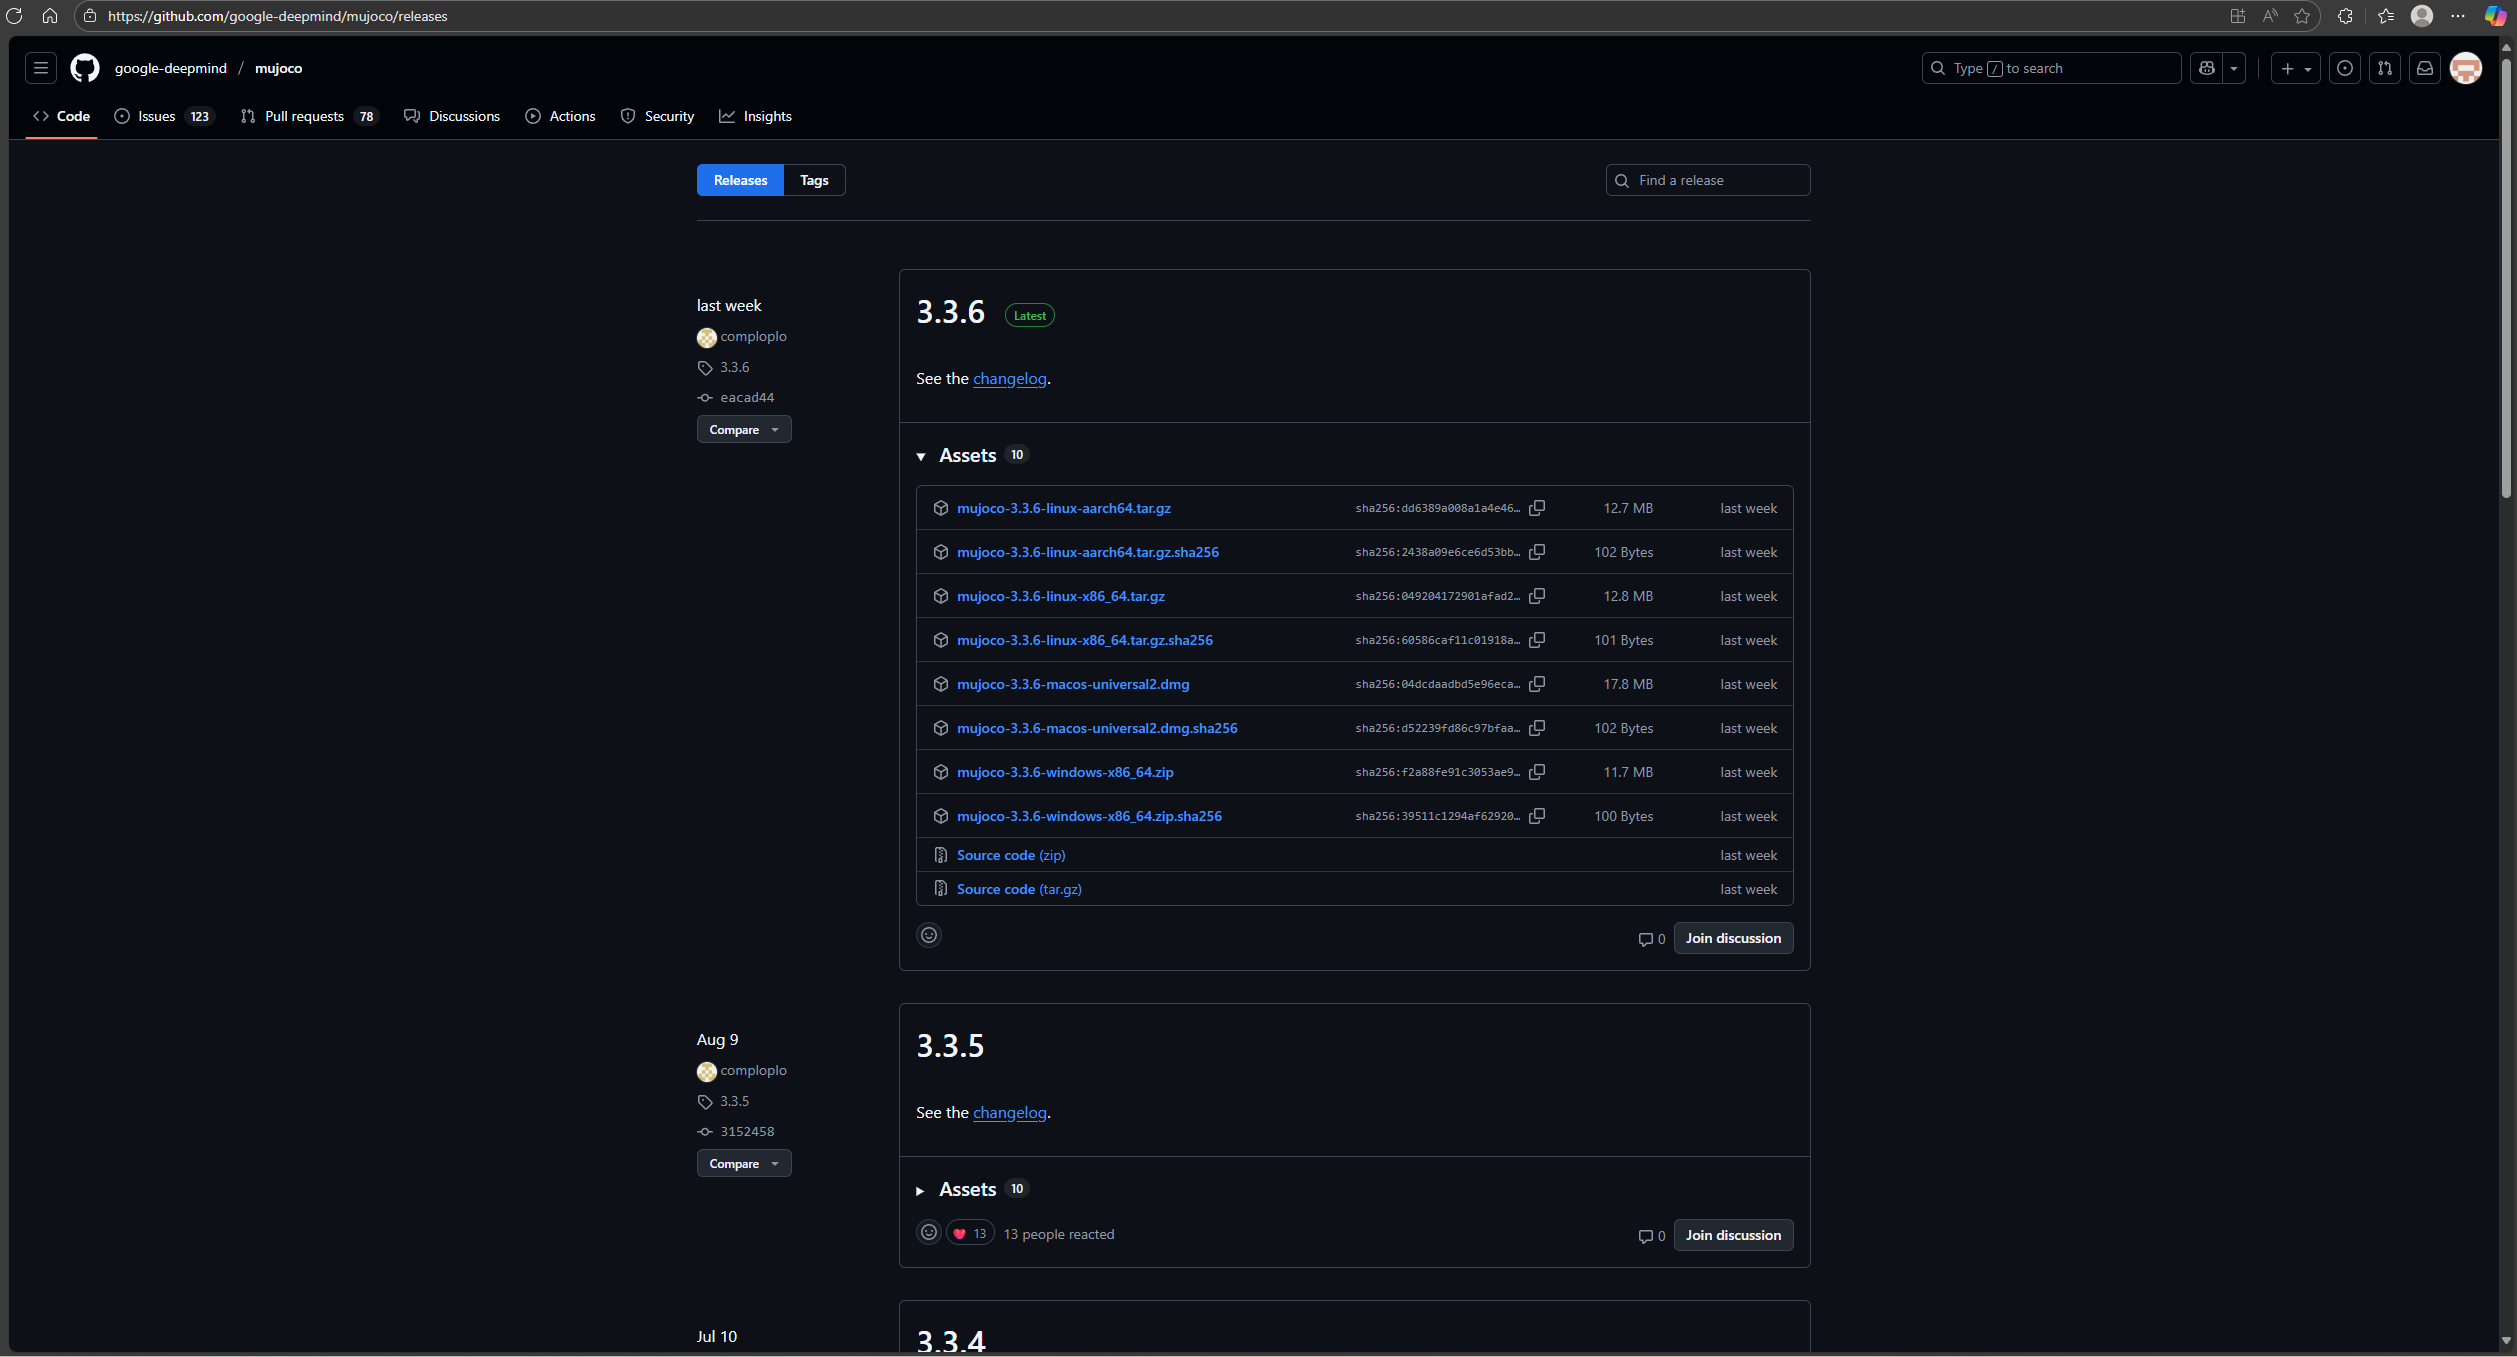 https://github.com/google-deepmind/mujoco/releases
google-deepmind / mujoco
Type / to search
Code
Issues 123
Pull requests 78
Discussions
Actions
Security
Insights
Releases
Tags
Find a release
last week
comploplo
3.3.6
eacad44
Compare
3.3.6 Latest
See the changelog.
Assets 10
mujoco-3.3.6-linux-aarch64.tar.gz sha256:dd6389a008a1a4e46… 12.7 MB last week
mujoco-3.3.6-linux-aarch64.tar.gz.sha256 sha256:2438a09e6ce6d53bb… 102 Bytes last week
mujoco-3.3.6-linux-x86_64.tar.gz sha256:049204172901afad2… 12.8 MB last week
mujoco-3.3.6-linux-x86_64.tar.gz.sha256 sha256:60586caf11c01918a… 101 Bytes last week
mujoco-3.3.6-macos-universal2.dmg sha256:04dcdaadbd5e96eca… 17.8 MB last week
mujoco-3.3.6-macos-universal2.dmg.sha256 sha256:d52239fd86c97bfaa… 102 Bytes last week
mujoco-3.3.6-windows-x86_64.zip sha256:f2a88fe91c3053ae9… 11.7 MB last week
mujoco-3.3.6-windows-x86_64.zip.sha256 sha256:39511c1294af62920… 100 Bytes last week
Source code (zip) last week
Source code (tar.gz) last week
0 Join discussion
Aug 9
comploplo
3.3.5
3152458
Compare
3.3.5
See the changelog.
Assets 10
13 13 people reacted
0 Join discussion
Jul 10
3.3.4